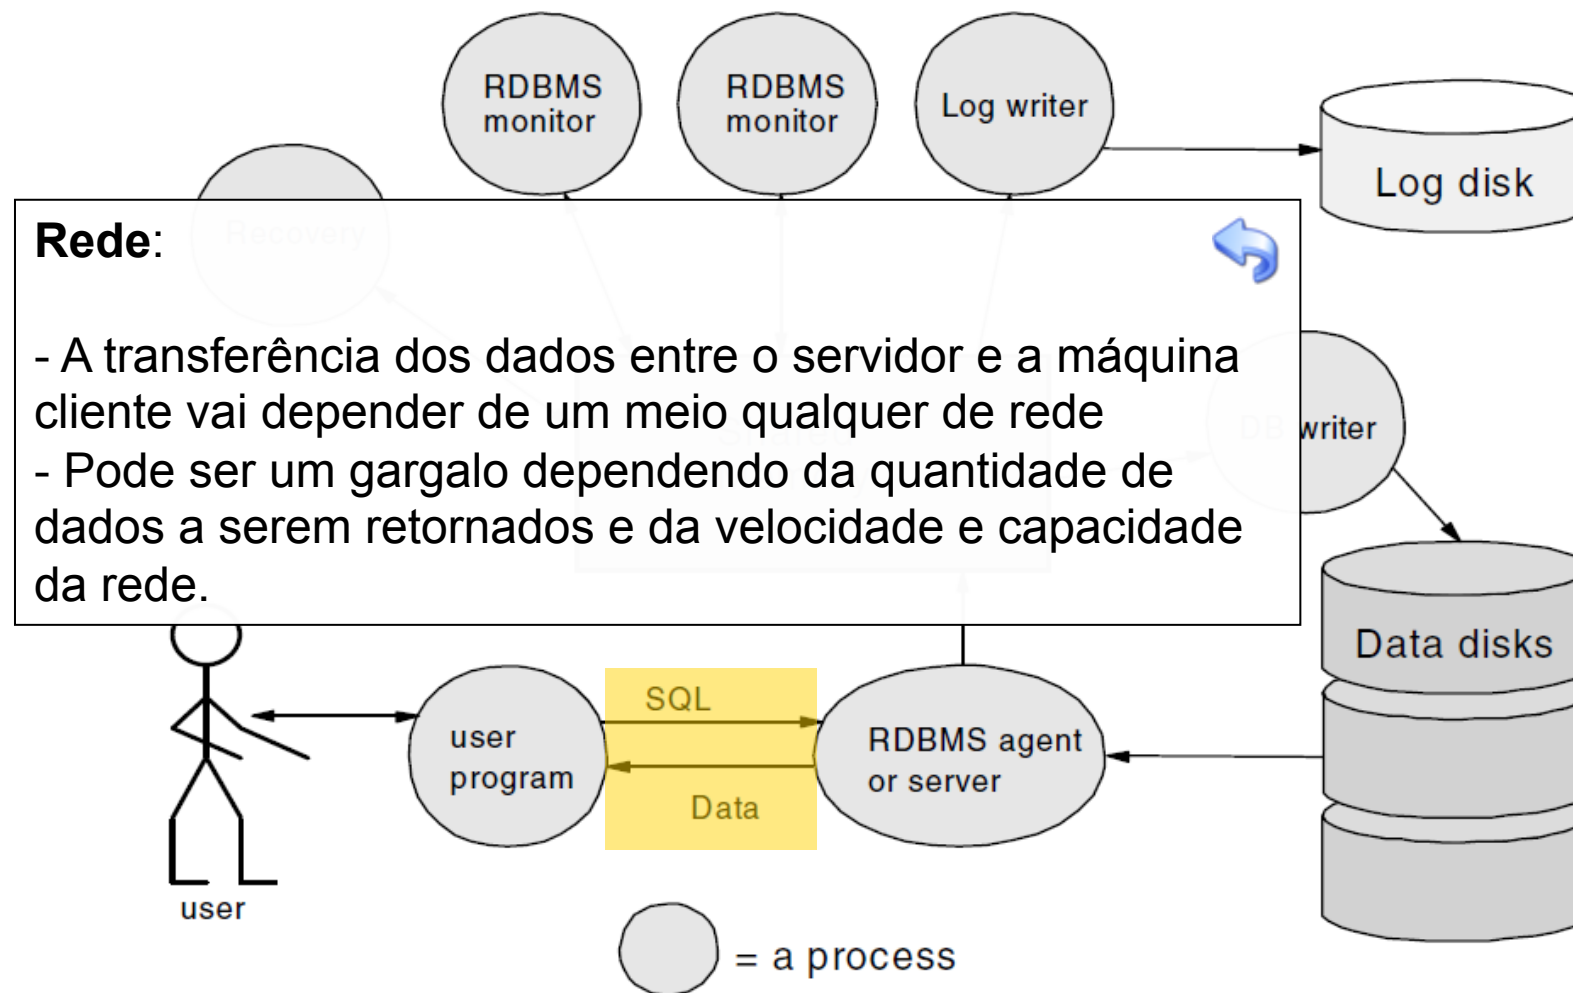 RDBMS
monitor
RDBMS
monitor
Log writer
Log disk
Recovery
Rede:
- A transferência dos dados entre o servidor e a máquina
cliente vai depender de um meio qualquer de rede
- Pode ser um gargalo dependendo da quantidade de
dados a serem retornados e da velocidade e capacidade
da rede.
DB writer
Data disks
SQL
user
program
RDBMS agent
or server
Data
user
= a process